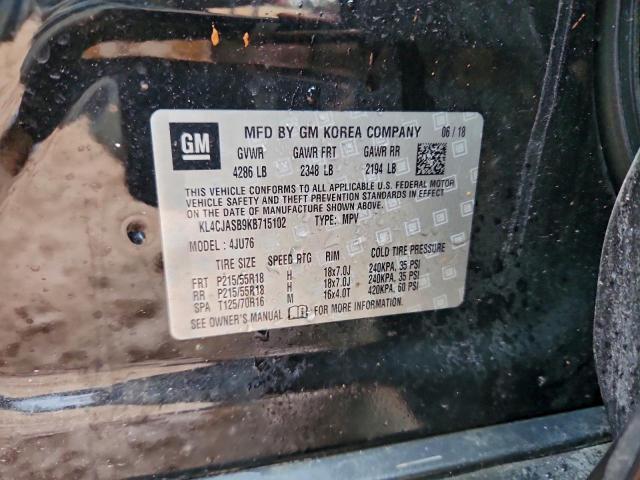 GM
MFD BY GM KOREA COMPANY 06/18
GVWR GAWR FRT GAWR RR
4286 LB 2348 LB 2194 LB
THIS VEHICLE CONFORMS TO ALL APPLICABLE U.S. FEDERAL MOTOR
VEHICLE SAFETY AND THEFT PREVENTION STANDARDS IN EFFECT ON
THE DATE OF MANUFACTURE SHOWN ABOVE.
KL4CJASB9KB715102 TYPE: MPV
MODEL: 4JU76
TIRE SIZE SPEED RTG RIM COLD TIRE PRESSURE
FRT P215/55R18 H 18x7.0J 240KPA, 35 PSI
RR P215/55R18 H 18x7.0J 240KPA, 35 PSI
SPA T125/70R16 M 16x4.0T 420KPA, 60 PSI
SEE OWNER'S MANUAL FOR MORE INFORMATION.